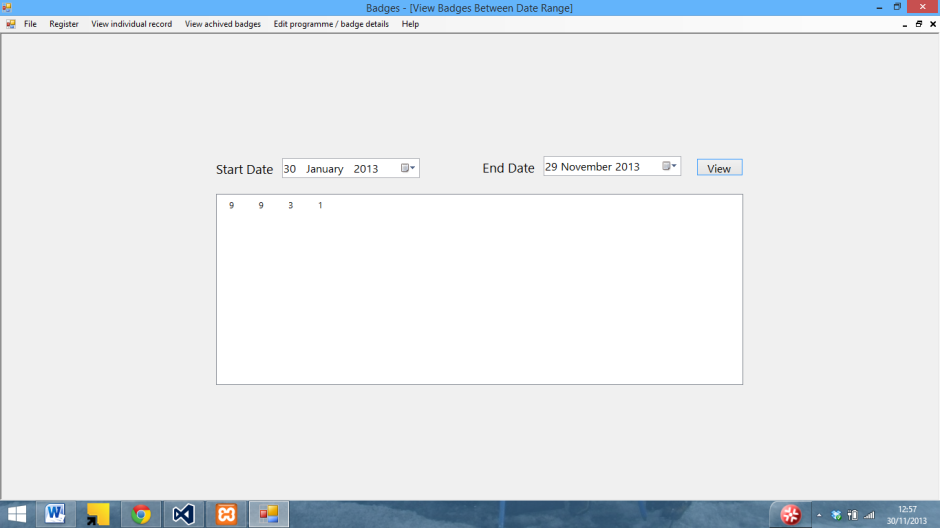 Badges - [View Badges Between Date Range]
File Register View individual record View achived badges Edit programme / badge details Help
Start Date 30 January 2013 End Date 29 November 2013 View
9 9 3 1
12:57
30/11/2013